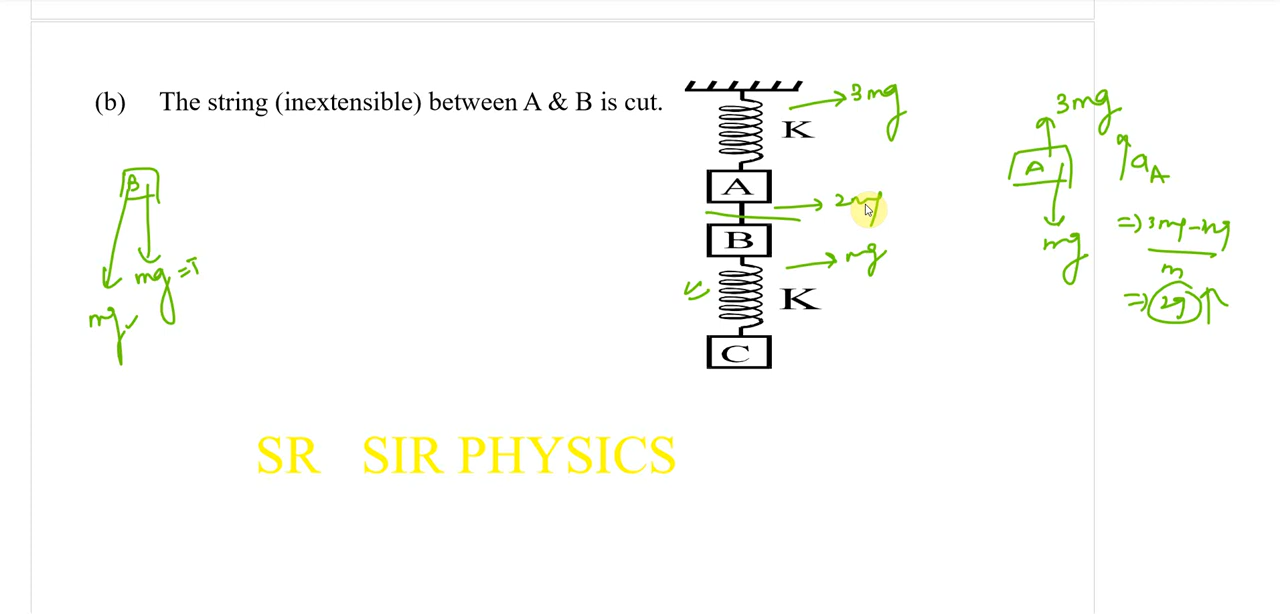 (b) The string (inextensible) between A & B is cut.
3mg
K
A
2mg
B
mg
K
C
B
mg = T
mg
3mg
A
a_A
mg
=) 3mg-mg
m
=) 2g
SR SIR PHYSICS